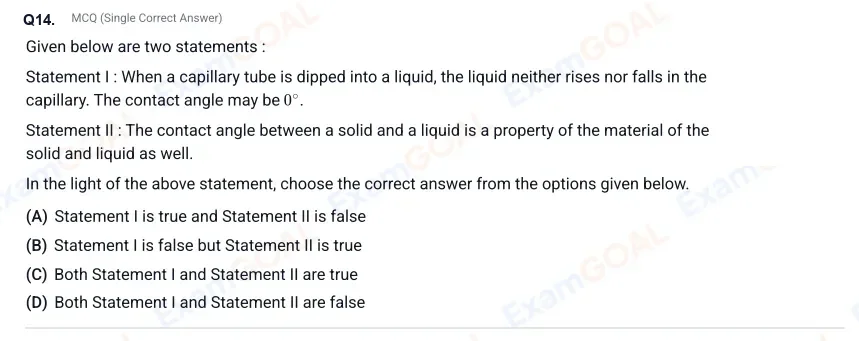 Q14. MCQ (Single Correct Answer)
Given below are two statements :
Statement I : When a capillary tube is dipped into a liquid, the liquid neither rises nor falls in the
capillary. The contact angle may be 0°.
Statement II : The contact angle between a solid and a liquid is a property of the material of the
solid and liquid as well.
In the light of the above statement, choose the correct answer from the options given below.
(A) Statement I is true and Statement II is false
(B) Statement I is false but Statement II is true
(C) Both Statement I and Statement II are true
(D) Both Statement I and Statement II are false
ExamGOAL